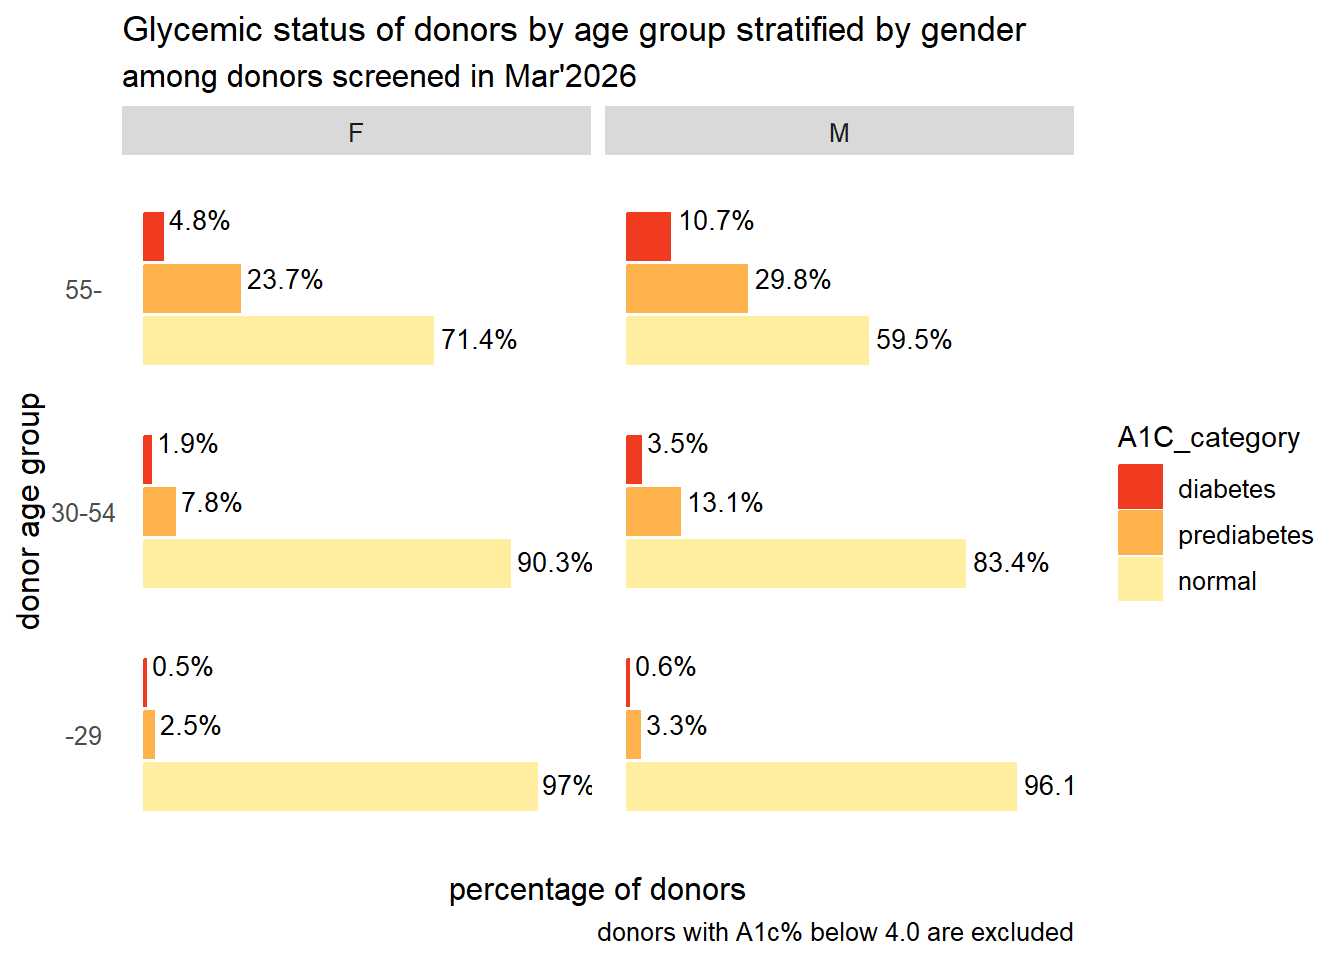 Glycemic status of donors by age group stratified by gender
among donors screened in Mar'2026
F
M
4.8%
23.7%
71.4%
10.7%
29.8%
59.5%
55-
1.9%
7.8%
90.3%
3.5%
13.1%
83.4%
30-54
0.5%
2.5%
97%
0.6%
3.3%
96.1
-29
donor age group
percentage of donors
donors with A1c% below 4.0 are excluded
A1C_category
diabetes
prediabetes
normal